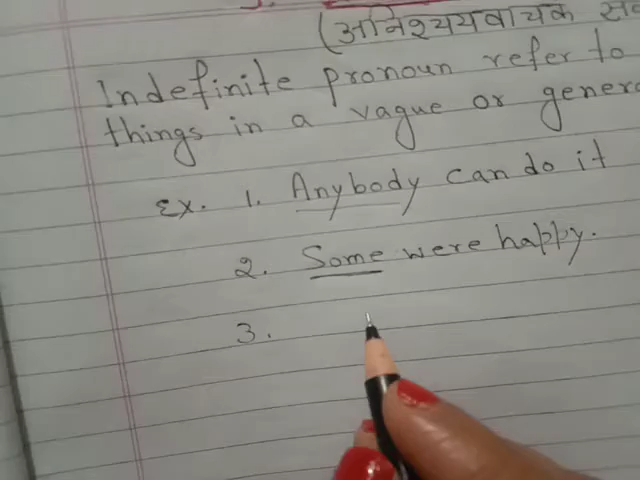 (अनिश्चयवाचक
Indefinite pronoun refer to
things in a vague or
Ex. 1. Anybody can do it
2. Some were happy.
3.